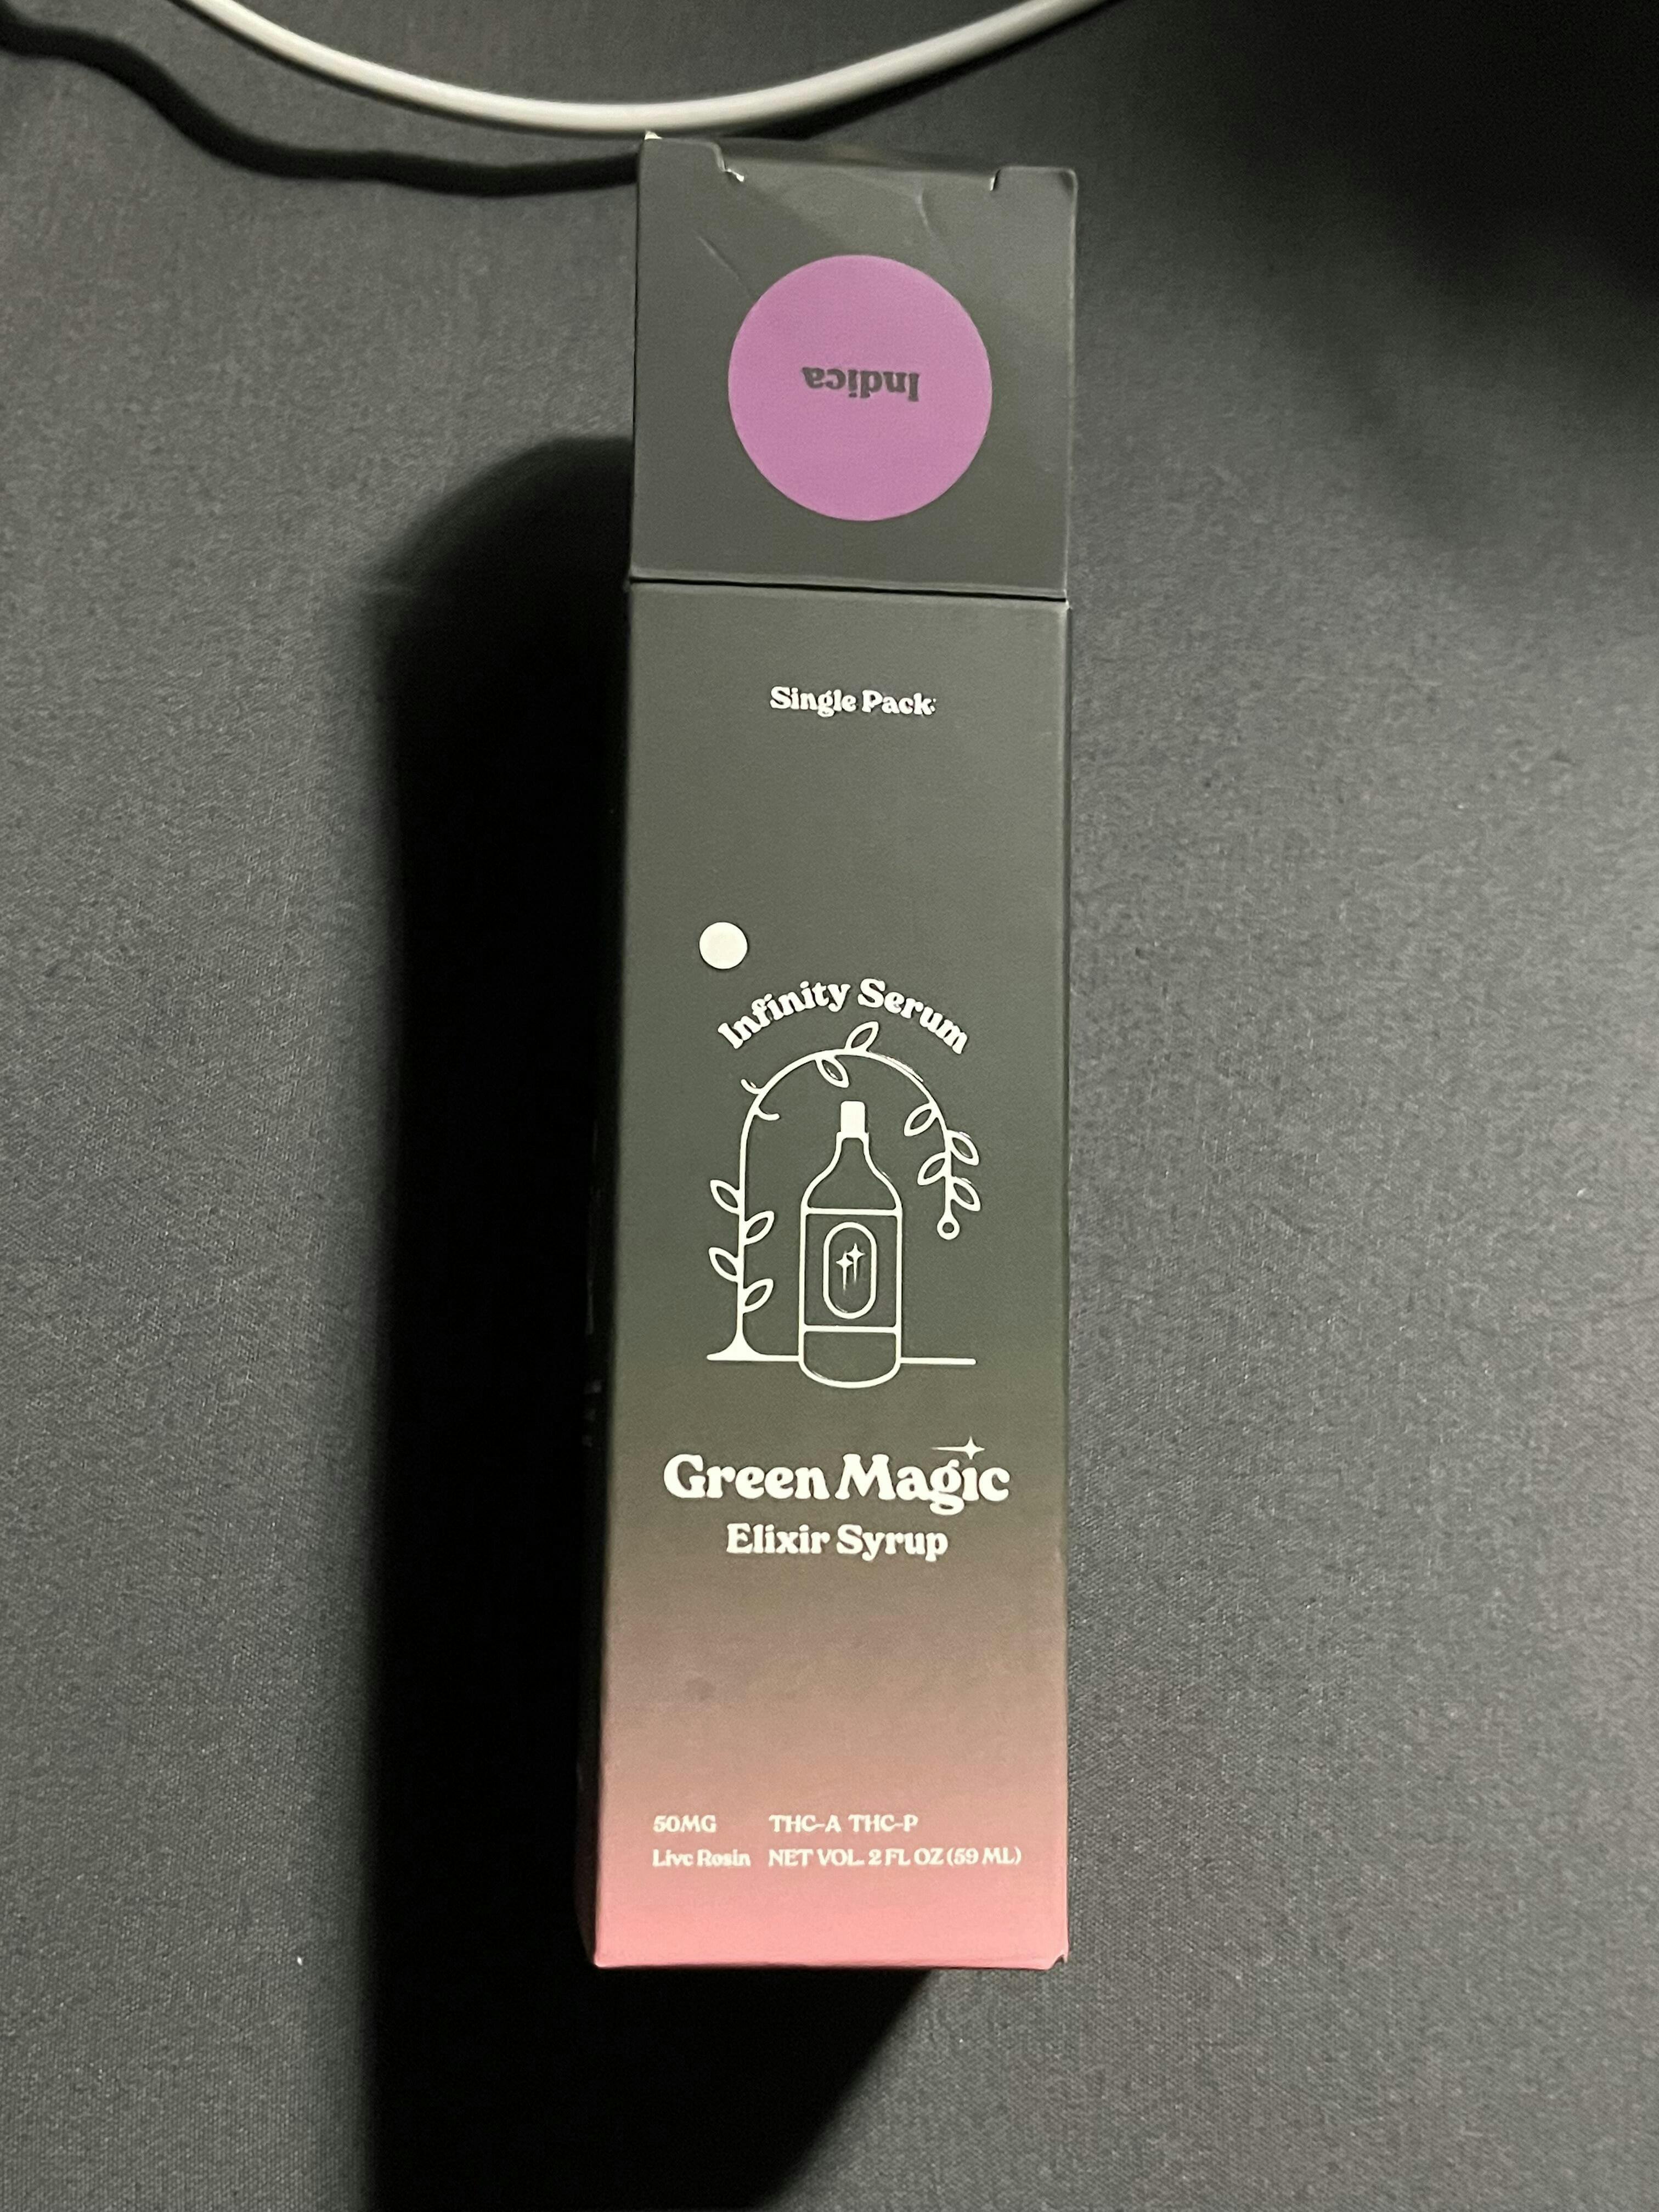 Indica
Single Pack
Infinity Serum
Green Magic
Elixir Syrup
50MG THC-A THC-P
Live Rosin NET VOL. 2 FL OZ (59 ML)